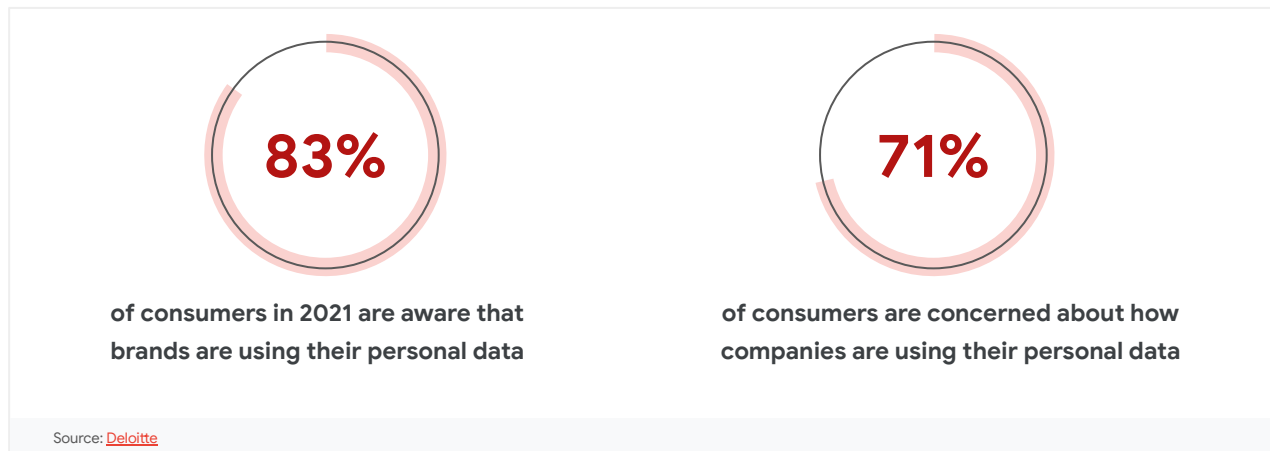 83%
of consumers in 2021 are aware that
brands are using their personal data
71%
of consumers are concerned about how
companies are using their personal data
Source: Deloitte